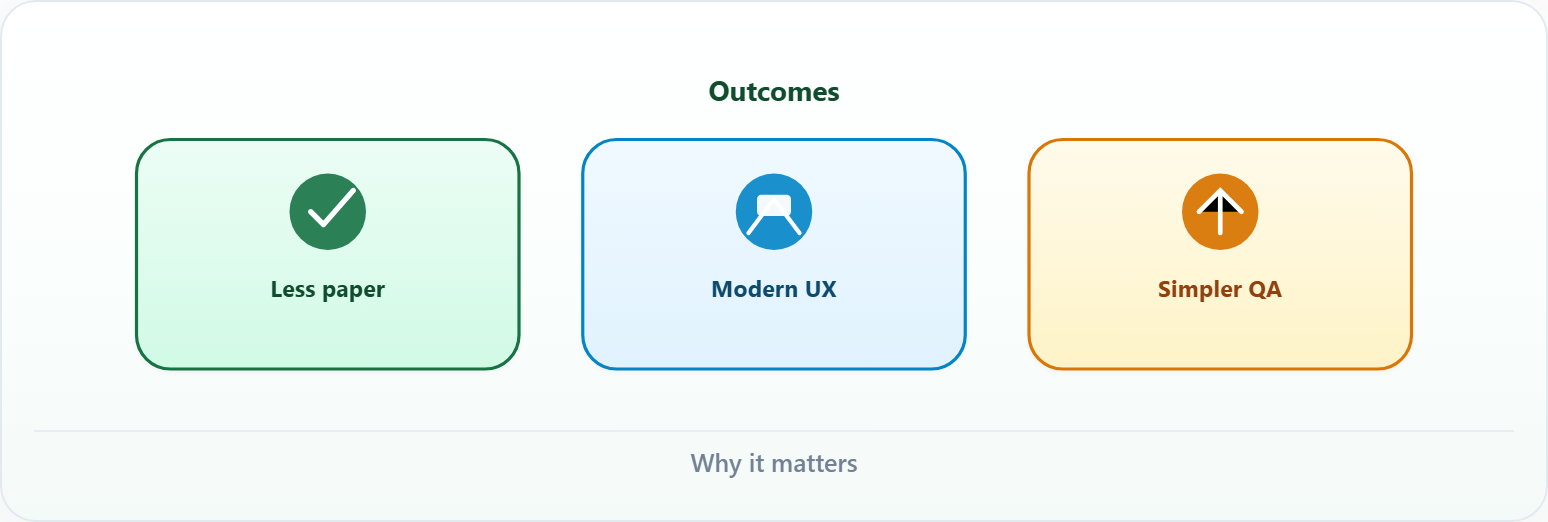 Outcomes
Less paper
Modern UX
Simpler QA
Why it matters